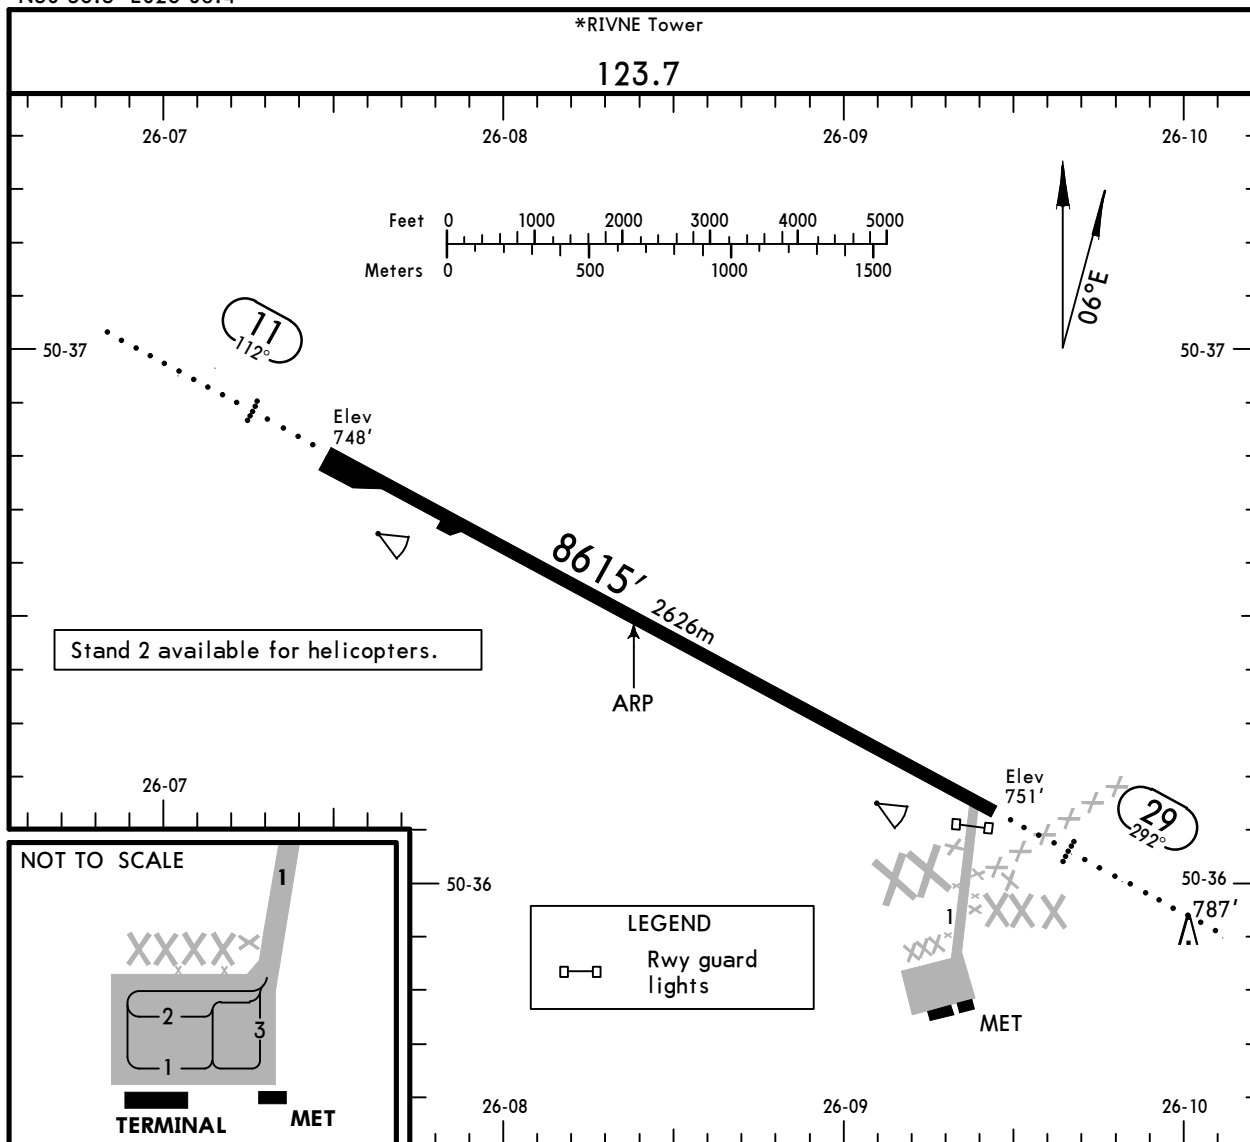 *RIVNE Tower
123.7
26-07 26-08 26-09 26-10
Feet 0 1000 2000 3000 4000 5000
Meters 0 500 1000 1500
06°E
11
112°
50-37 50-37
Elev
748'
8615' 2626m
Stand 2 available for helicopters.
ARP
26-07
Elev
751'
29
292°
NOT TO SCALE
1
50-36 50-36
787'
LEGEND
Rwy guard
lights
1
2
3
1
MET
TERMINAL MET
26-08 26-09 26-10